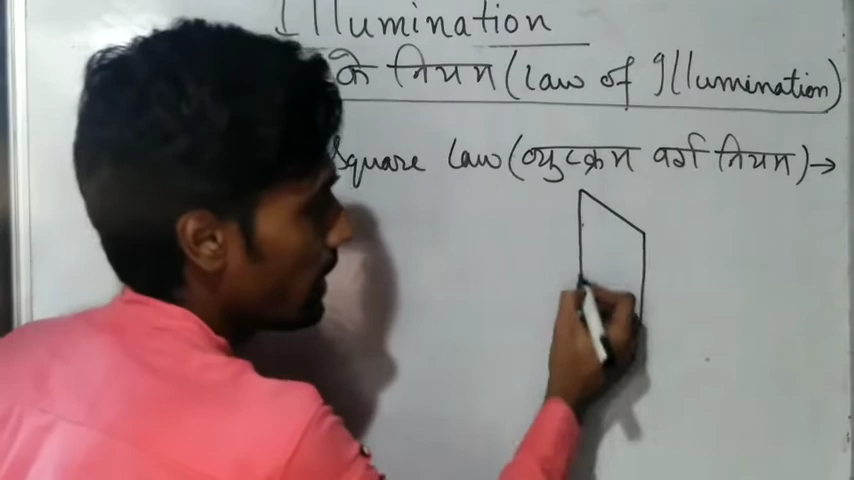 Illumination
के नियम (Law of Illumination)
Square Law (व्युत्क्रम वर्ग नियम) →